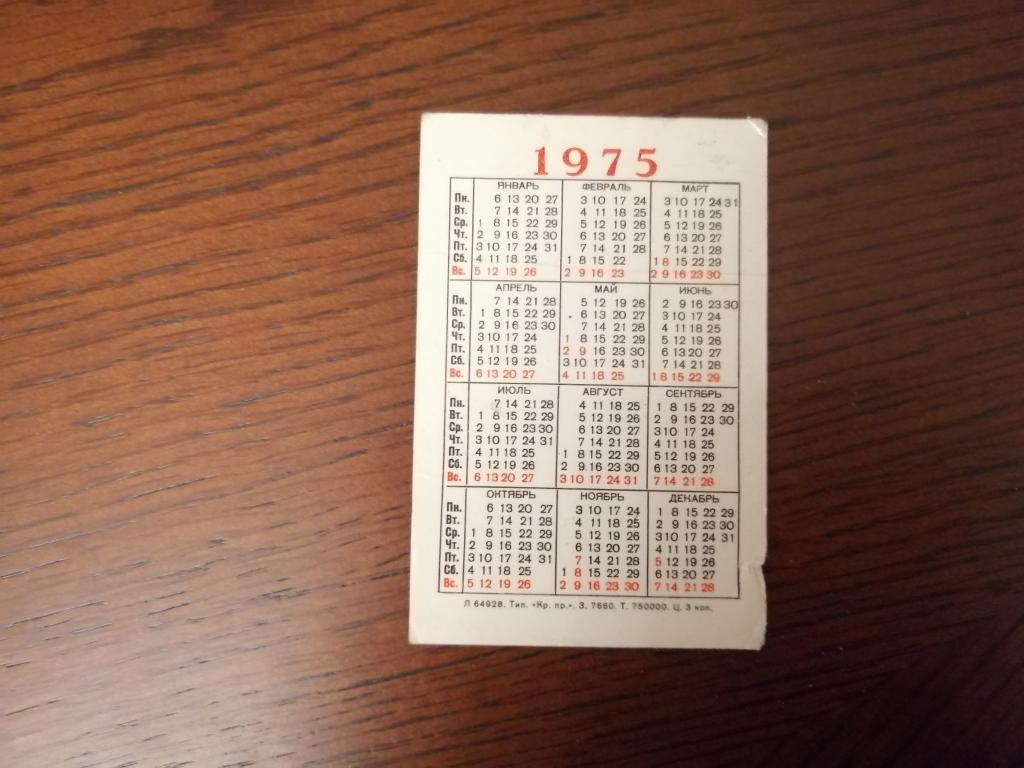 1975
ЯНВАРЬ ФЕВРАЛЬ МАРТ
Пн. 6 13 20 27 3 10 17 24 3 10 17 24 31
Вт. 7 14 21 28 4 11 18 25 4 11 18 25
Ср. 1 8 15 22 29 5 12 19 26 5 12 19 26
Чт. 2 9 16 23 30 6 13 20 27 6 13 20 27
Пт. 3 10 17 24 31 7 14 21 28 7 14 21 28
Сб. 4 11 18 25 1 8 15 22 1 8 15 22 29
Вс. 5 12 19 26 2 9 16 23 2 9 16 23 30
АПРЕЛЬ МАЙ ИЮНЬ
Пн. 7 14 21 28 5 12 19 26 2 9 16 23 30
Вт. 1 8 15 22 29 6 13 20 27 3 10 17 24
Ср. 2 9 16 23 30 7 14 21 28 4 11 18 25
Чт. 3 10 17 24 1 8 15 22 29 5 12 19 26
Пт. 4 11 18 25 2 9 16 23 30 6 13 20 27
Сб. 5 12 19 26 3 10 17 24 31 7 14 21 28
Вс. 6 13 20 27 4 11 18 25 1 8 15 22 29
ИЮЛЬ АВГУСТ СЕНТЯБРЬ
Пн. 7 14 21 28 4 11 18 25 1 8 15 22 29
Вт. 1 8 15 22 29 5 12 19 26 2 9 16 23 30
Ср. 2 9 16 23 30 6 13 20 27 3 10 17 24
Чт. 3 10 17 24 31 7 14 21 28 4 11 18 25
Пт. 4 11 18 25 1 8 15 22 29 5 12 19 26
Сб. 5 12 19 26 2 9 16 23 30 6 13 20 27
Вс. 6 13 20 27 3 10 17 24 31 7 14 21 28
ОКТЯБРЬ НОЯБРЬ ДЕКАБРЬ
Пн. 6 13 20 27 3 10 17 24 1 8 15 22 29
Вт. 7 14 21 28 4 11 18 25 2 9 16 23 30
Ср. 1 8 15 22 29 5 12 19 26 3 10 17 24 31
Чт. 2 9 16 23 30 6 13 20 27 4 11 18 25
Пт. 3 10 17 24 31 7 14 21 28 5 12 19 26
Сб. 4 11 18 25 1 8 15 22 29 6 13 20 27
Вс. 5 12 19 26 2 9 16 23 30 7 14 21 28
Л 64928. Тип. «Кр. пр.». З. 7660. Т. 750000. Ц. 3 коп.